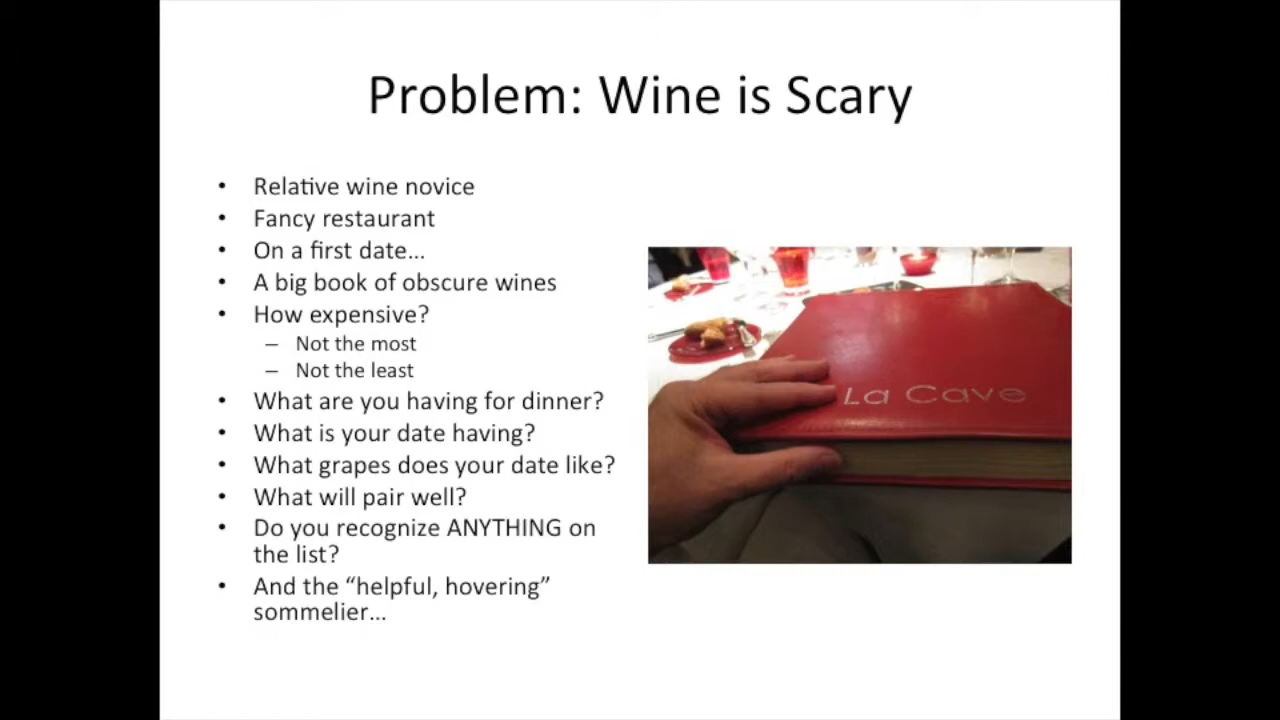 Problem: Wine is Scary
• Relative wine novice
• Fancy restaurant
• On a first date...
• A big book of obscure wines
• How expensive?
– Not the most
– Not the least
• What are you having for dinner?
• What is your date having?
• What grapes does your date like?
• What will pair well?
• Do you recognize ANYTHING on
the list?
• And the “helpful, hovering”
sommelier...
La Cave